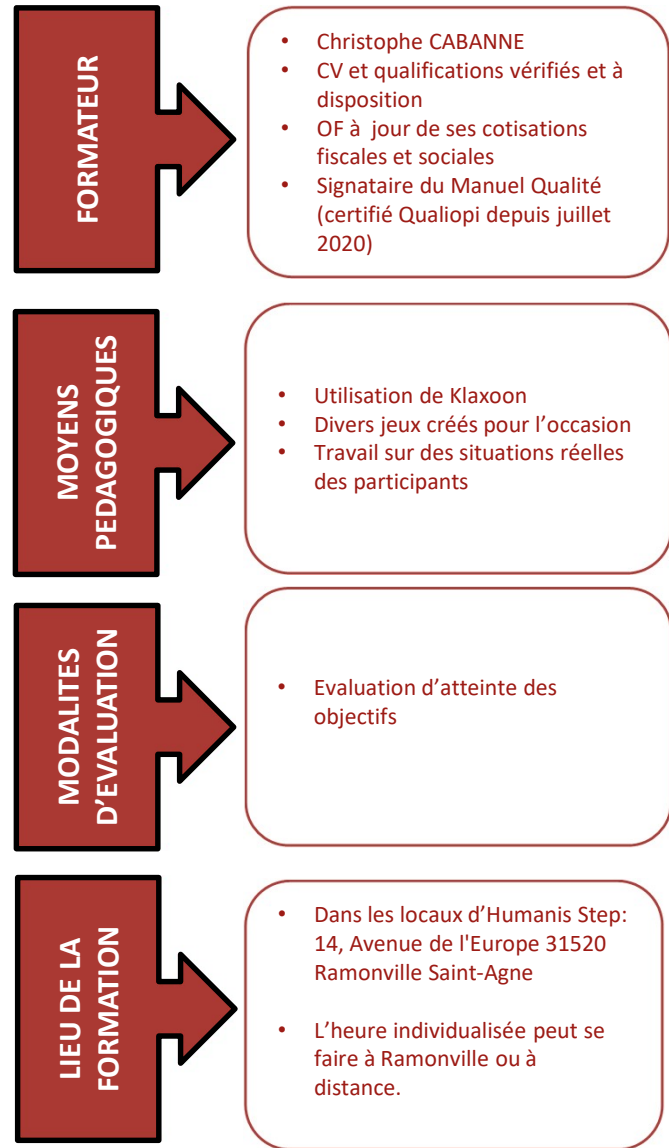 FORMATEUR
• Christophe CABANNE
• CV et qualifications vérifiés et à
disposition
• OF à  jour de ses cotisations
fiscales et sociales
• Signataire du Manuel Qualité
(certifié Qualiopi depuis juillet
2020)
MOYENS
PEDAGOGIQUES
• Utilisation de Klaxoon
• Divers jeux créés pour l’occasion
• Travail sur des situations réelles
des participants
MODALITES
D’EVALUATION
• Evaluation d’atteinte des
objectifs
LIEU DE LA
FORMATION
• Dans les locaux d’Humanis Step:
14, Avenue de l'Europe 31520
Ramonville Saint-Agne
• L’heure individualisée peut se
faire à Ramonville ou à
distance.